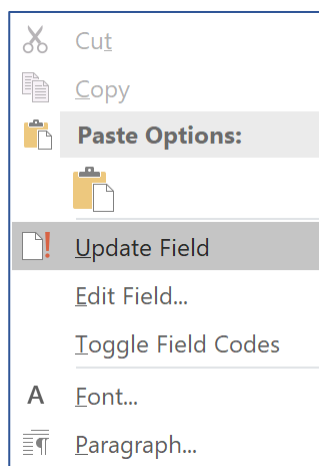 Cut
Copy
Paste Options:
Update Field
Edit Field...
Toggle Field Codes
A Font...
Paragraph...